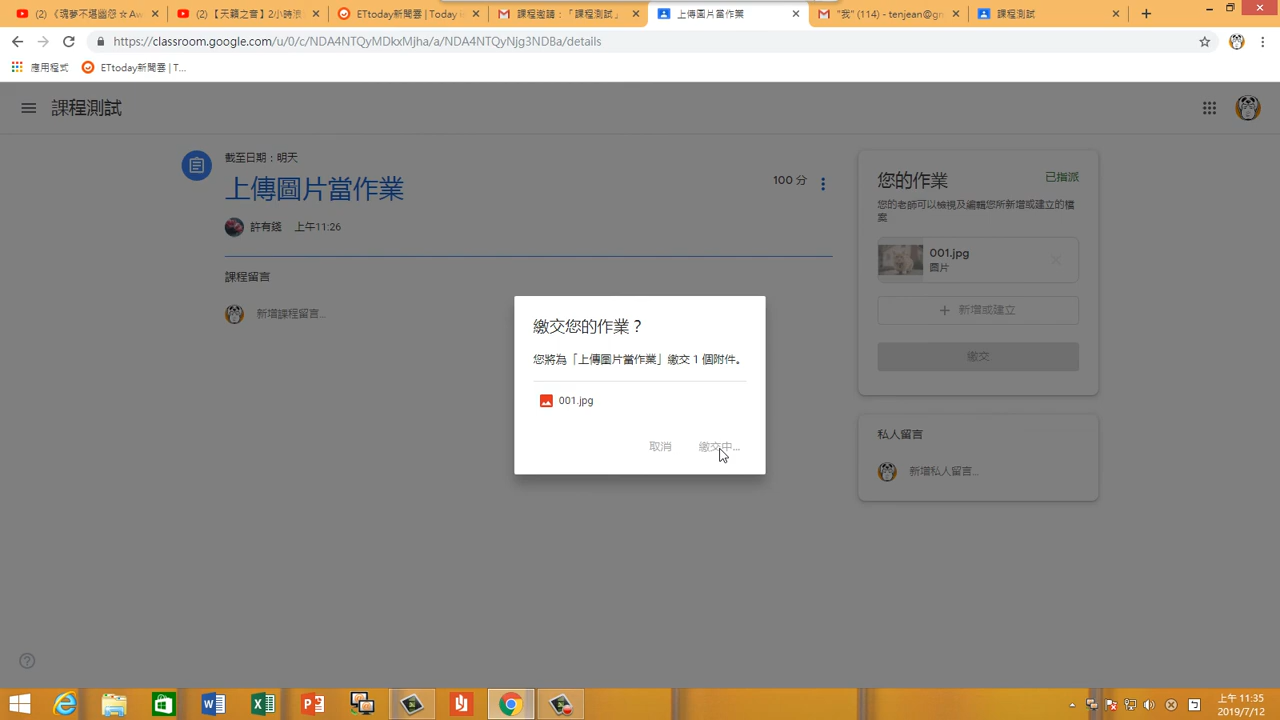 (2)《魂夢不堪幽怨☆Aw
(2)【天籟之音】2小時很
ETtoday新聞雲 | Today
課程邀請：「課程測試」
上傳圖片當作業
"我" (114) - tenjean@gm
課程測試
https://classroom.google.com/u/0/c/NDA4NTQyMDkxMjha/a/NDA4NTQyNjg3NDBa/details
應用程式
ETtoday新聞雲 | T...
課程測試
截至日期：明天
上傳圖片當作業
100 分
許有錢 上午11:26
課程留言
新增課程留言...
您的作業
已指派
您的老師可以檢視及編輯您所新增或建立的檔
案
001.jpg
圖片
+ 新增或建立
繳交
私人留言
新增私人留言...
繳交您的作業？
您將為「上傳圖片當作業」繳交 1 個附件。
001.jpg
取消
繳交中...
上午 11:35
2019/7/12